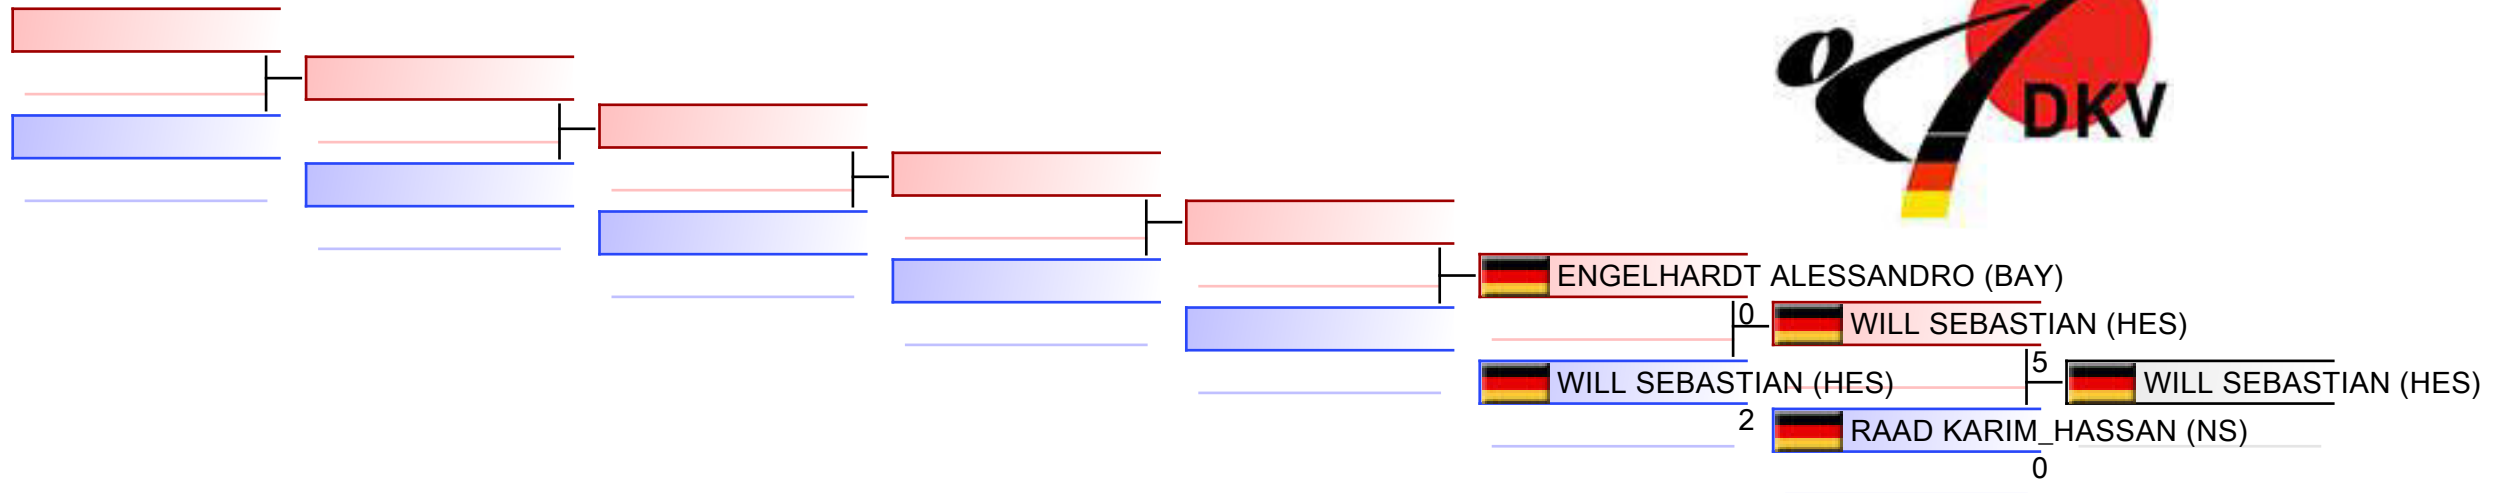 DKV
ENGELHARDT ALESSANDRO (BAY)
0
WILL SEBASTIAN (HES)
5
WILL SEBASTIAN (HES)
WILL SEBASTIAN (HES)
2
RAAD KARIM_HASSAN (NS)
0